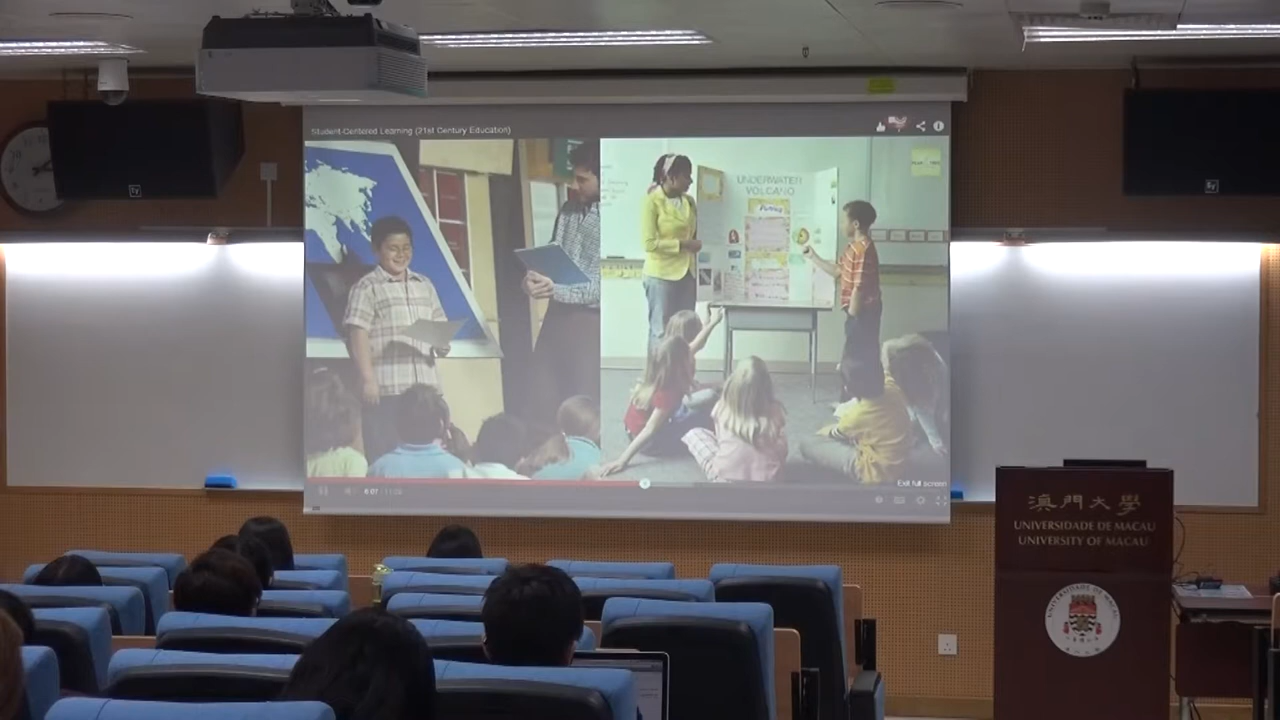 Student-Centered Learning (21st Century Education)
UNDERWATER
VOLCANO
Exit full screen
澳門大學
UNIVERSIDADE DE MACAU
UNIVERSITY OF MACAU